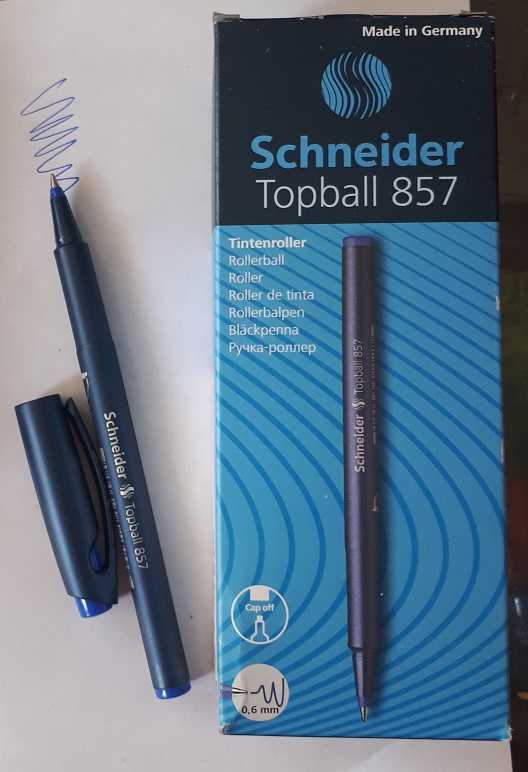 Made in Germany
Schneider
Topball 857
Tintenroller
Rollerball
Roller
Roller de tinta
Rollerbalpen
Bläckpenna
Ручка-роллер
Schneider Topball 857
Cap off
0,6 mm
Schneider Topball 857